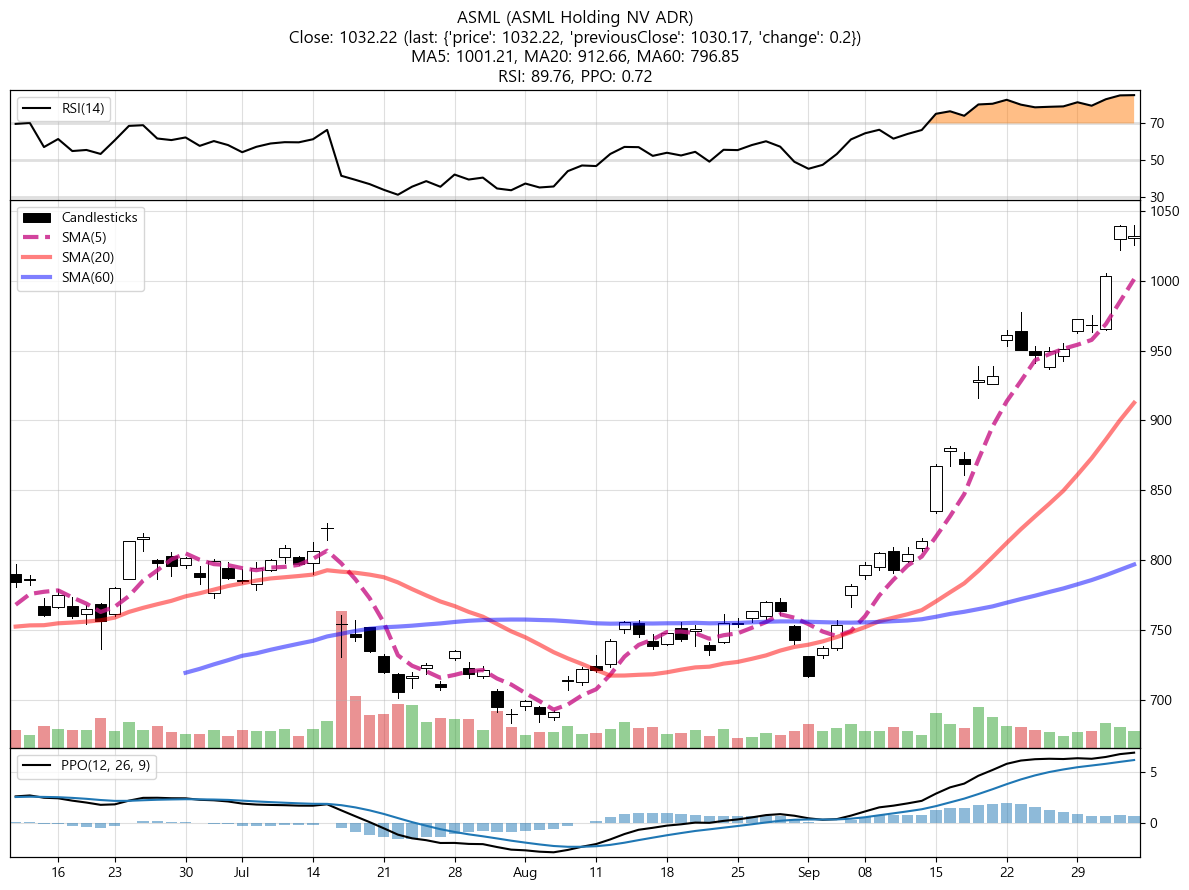 ASML (ASML Holding NV ADR)
Close: 1032.22 (last: {'price': 1032.22, 'previousClose': 1030.17, 'change': 0.2})
MA5: 1001.21, MA20: 912.66, MA60: 796.85
RSI: 89.76, PPO: 0.72
RSI(14)
70
50
30
Candlesticks
SMA(5)
SMA(20)
SMA(60)
1050
1000
950
900
850
800
750
700
PPO(12, 26, 9)
5
0
16 23 30 Jul 14 21 28 Aug 11 18 25 Sep 08 15 22 29